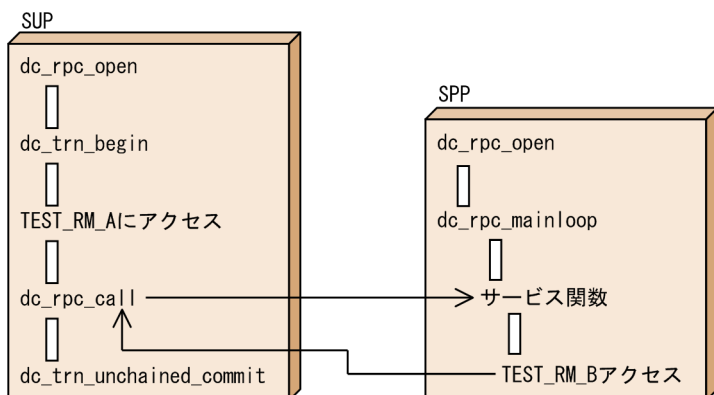 SUP
dc_rpc_open
dc_trn_begin
TEST_RM_Aにアクセス
dc_rpc_call
dc_trn_unchained_commit
SPP
dc_rpc_open
dc_rpc_mainloop
サービス関数
TEST_RM_Bアクセス